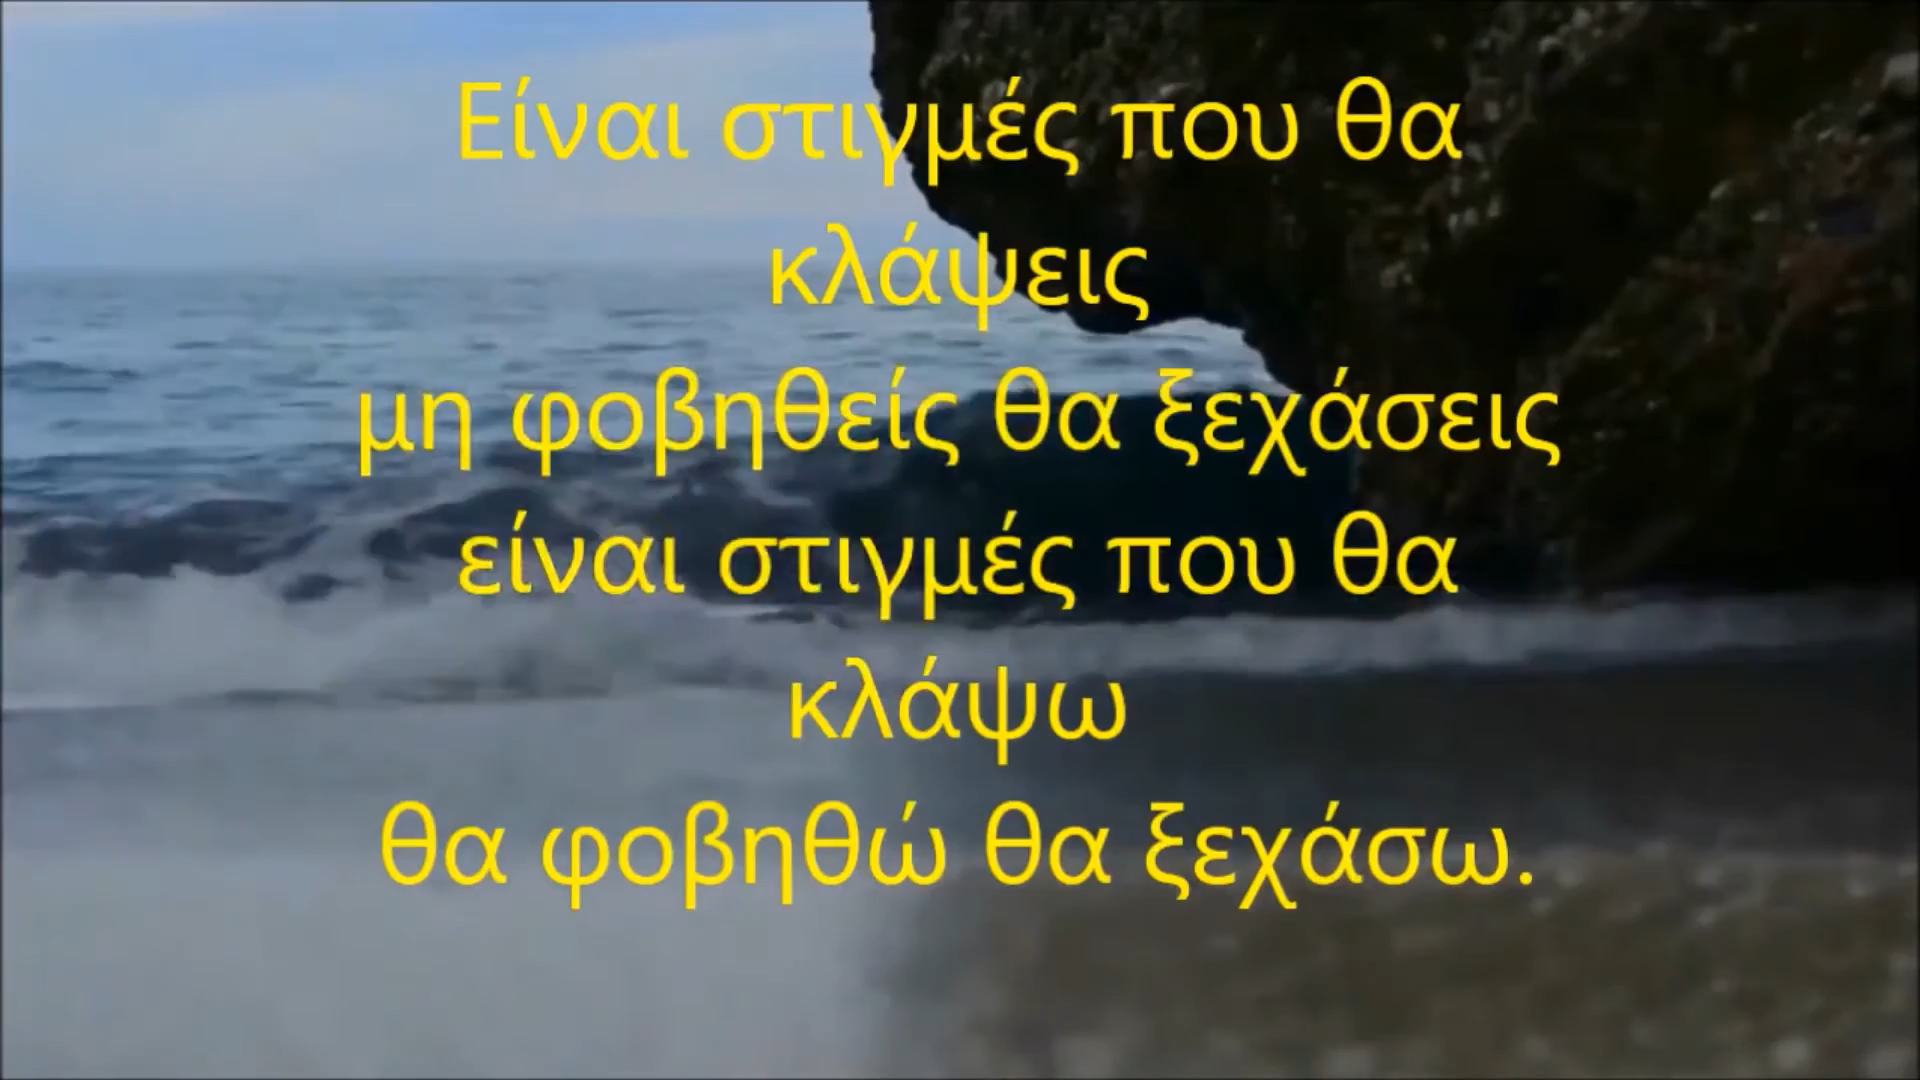 Είναι στιγμές που θα
κλάψεις
μη φοβηθείς θα ξεχάσεις
είναι στιγμές που θα
κλάψω
θα φοβηθώ θα ξεχάσω.